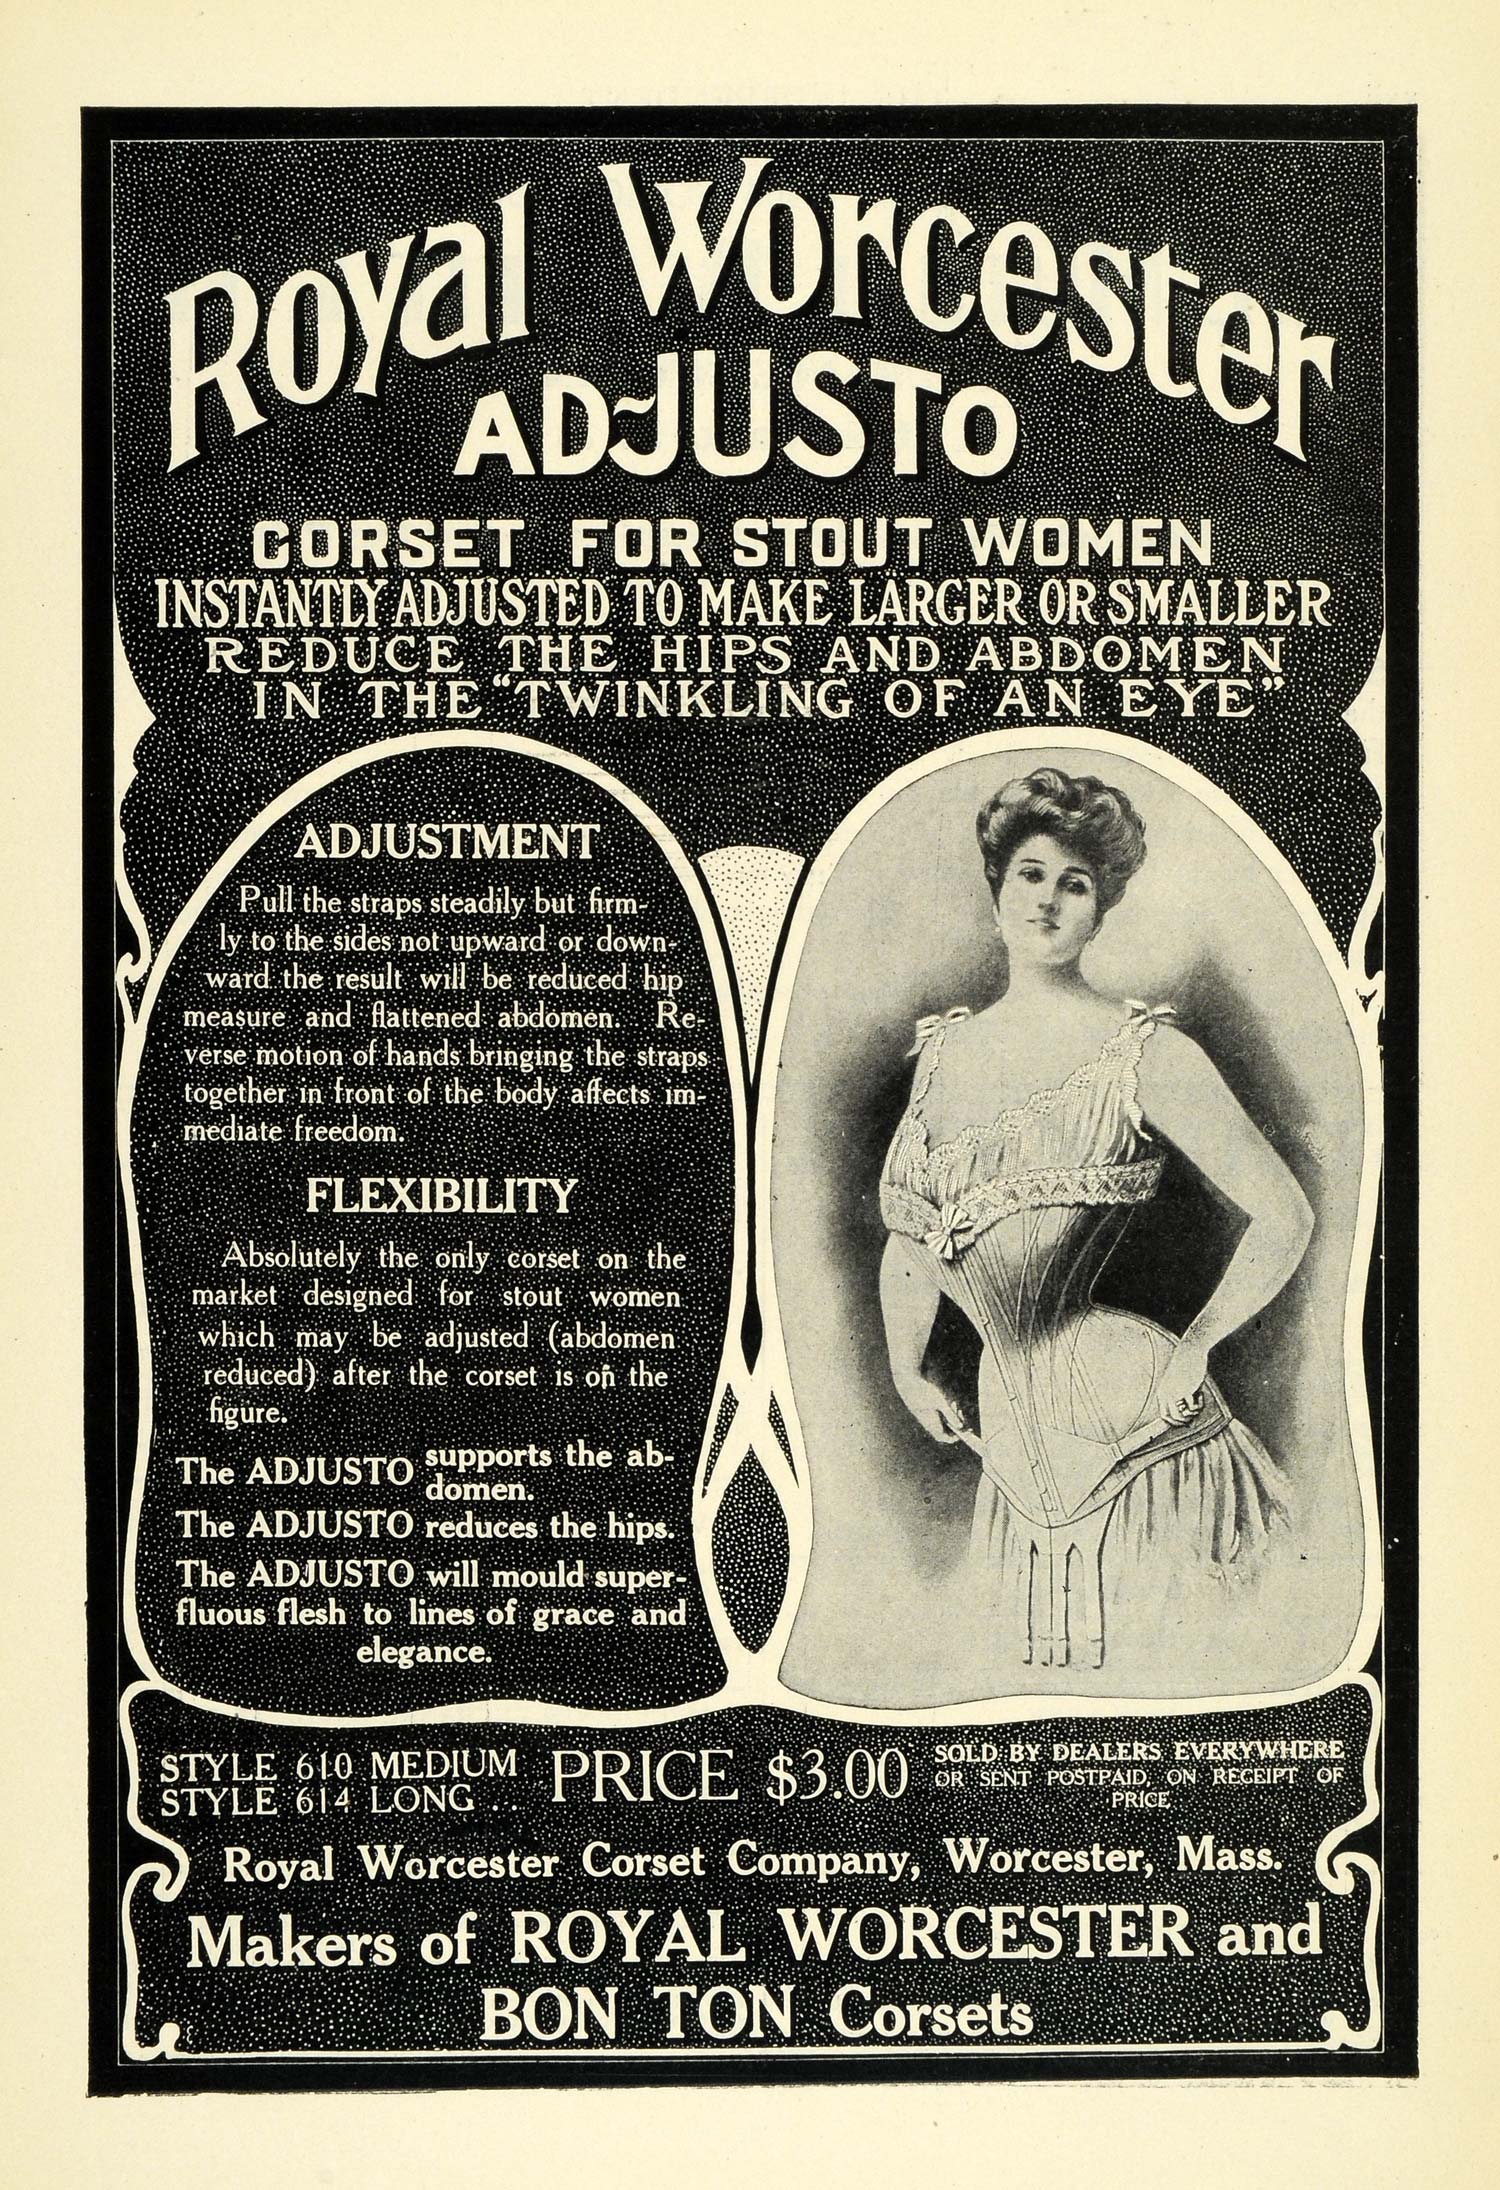 Royal Worcester
ADJUSTO
CORSET FOR STOUT WOMEN
INSTANTLY ADJUSTED TO MAKE LARGER OR SMALLER
REDUCE THE HIPS AND ABDOMEN
IN THE "TWINKLING OF AN EYE"
ADJUSTMENT
Pull the straps steadily but firm-
ly to the sides not upward or down-
ward the result will be reduced hip
measure and flattened abdomen. Re-
verse motion of hands bringing the straps
together in front of the body affects im-
mediate freedom.
FLEXIBILITY
Absolutely the only corset on the
market designed for stout women
which may be adjusted (abdomen
reduced) after the corset is on the
figure.
The ADJUSTO supports the ab-
domen.
The ADJUSTO reduces the hips.
The ADJUSTO will mould super-
fluous flesh to lines of grace and
elegance.
STYLE 610 MEDIUM
STYLE 614 LONG ..
PRICE $3.00
SOLD BY DEALERS EVERYWHERE
OR SENT POSTPAID, ON RECEIPT OF
PRICE
Royal Worcester Corset Company, Worcester, Mass.
Makers of ROYAL WORCESTER and
BON TON Corsets